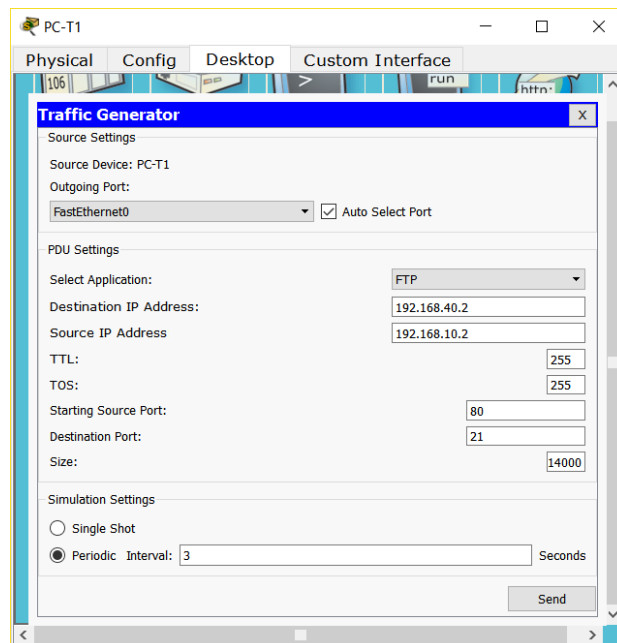 PC-T1
Physical Config Desktop Custom Interface
106 > run http:
Traffic Generator X
Source Settings
Source Device: PC-T1
Outgoing Port:
FastEthernet0 Auto Select Port
PDU Settings
Select Application: FTP
Destination IP Address: 192.168.40.2
Source IP Address 192.168.10.2
TTL: 255
TOS: 255
Starting Source Port: 80
Destination Port: 21
Size: 14000
Simulation Settings
Single Shot
Periodic Interval: 3 Seconds
Send